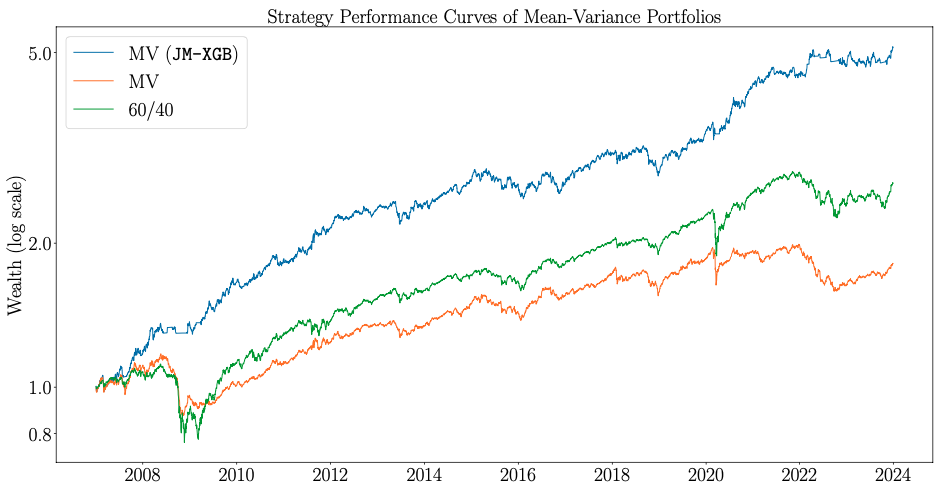 Strategy Performance Curves of Mean-Variance Portfolios
MV (JM-XGB)
MV
60/40
Wealth (log scale)
5.0
2.0
1.0
0.8
2008 2010 2012 2014 2016 2018 2020 2022 2024